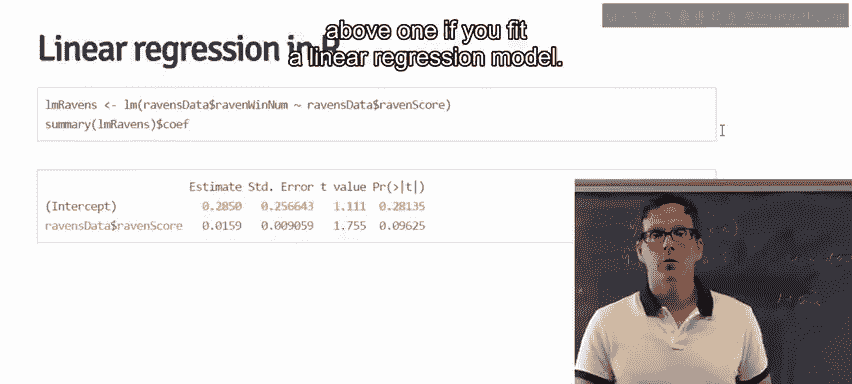 above one if you fit
a linear regression model.
Linear regression in R
lmRavens <- lm(ravensData$ravenWinNum ~ ravensData$ravenScore)
summary(lmRavens)$coef
Estimate Std. Error t value Pr(>|t|)
(Intercept) 0.2850 0.256643 1.111 0.28135
ravensData$ravenScore 0.0159 0.009059 1.755 0.09625